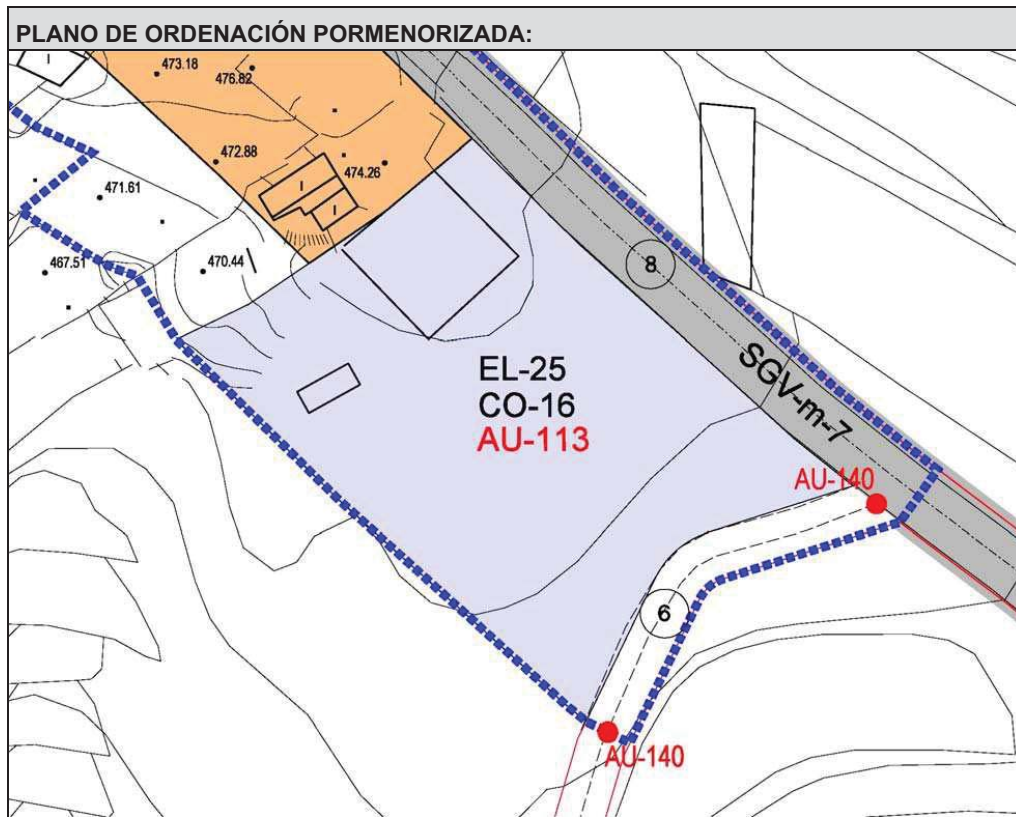 PLANO DE ORDENACIÓN PORMENORIZADA:
I
473.18
476.82
472.88
474.26
I
I
471.61
467.51
470.44
8
EL-25
CO-16
AU-113
SGV-m-7
AU-140
6
AU-140